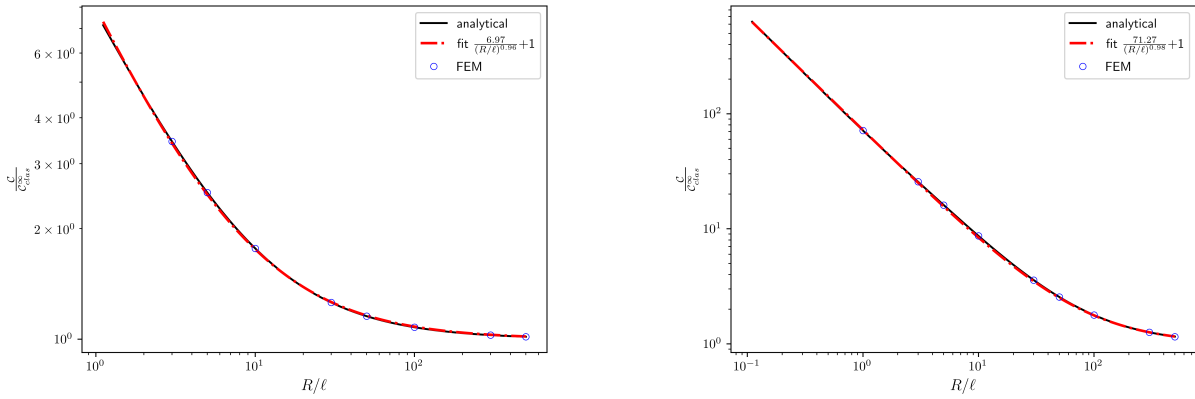 analytical
fit 6.97/(R/ℓ)^0.96 + 1
FEM
6 × 10^0
4 × 10^0
3 × 10^0
2 × 10^0
10^0
C/C^∞_clas
10^0 10^1 10^2
R/ℓ
analytical
fit 71.27/(R/ℓ)^0.98 + 1
FEM
10^2
10^1
10^0
C/C^∞_clas
10^−1 10^0 10^1 10^2
R/ℓ